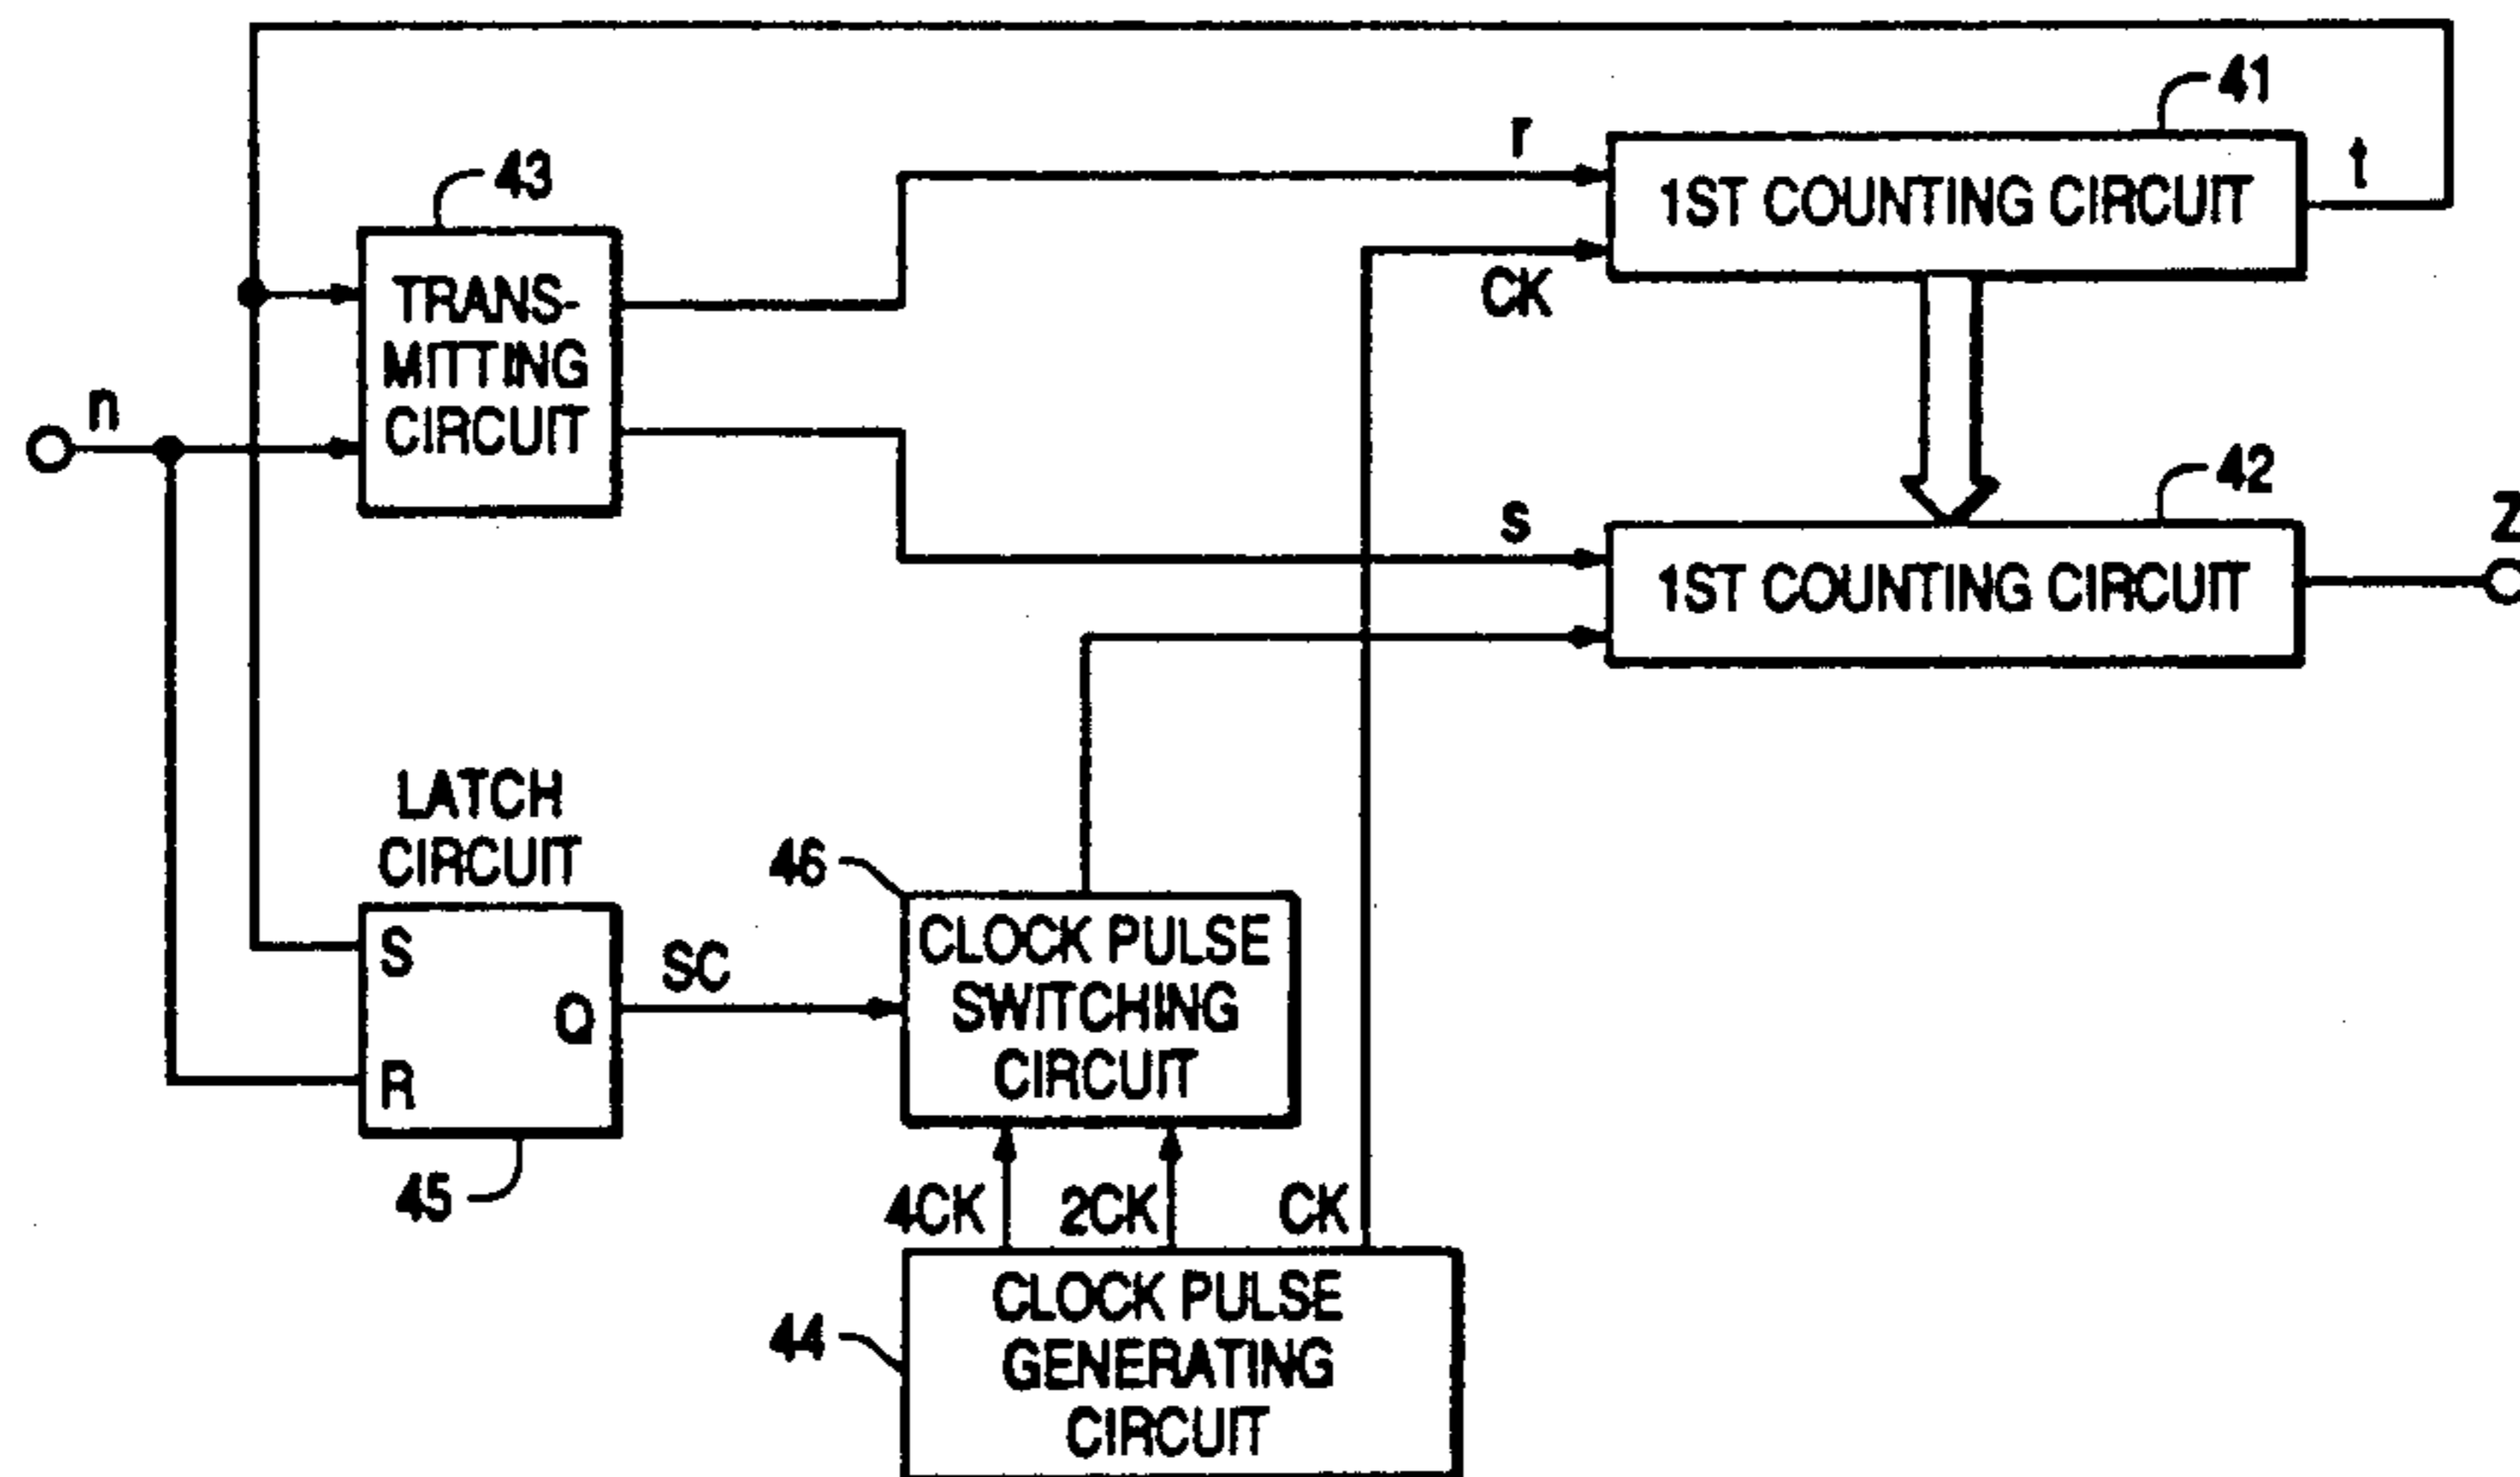 41
r
1ST COUNTING CIRCUIT
t
CK
43
TRANS-
MITTING
CIRCUIT
n
42
S
1ST COUNTING CIRCUIT
Z
LATCH
CIRCUIT
S
Q
R
45
SC
46
CLOCK PULSE
SWITCHING
CIRCUIT
4CK
2CK
CK
44
CLOCK PULSE
GENERATING
CIRCUIT